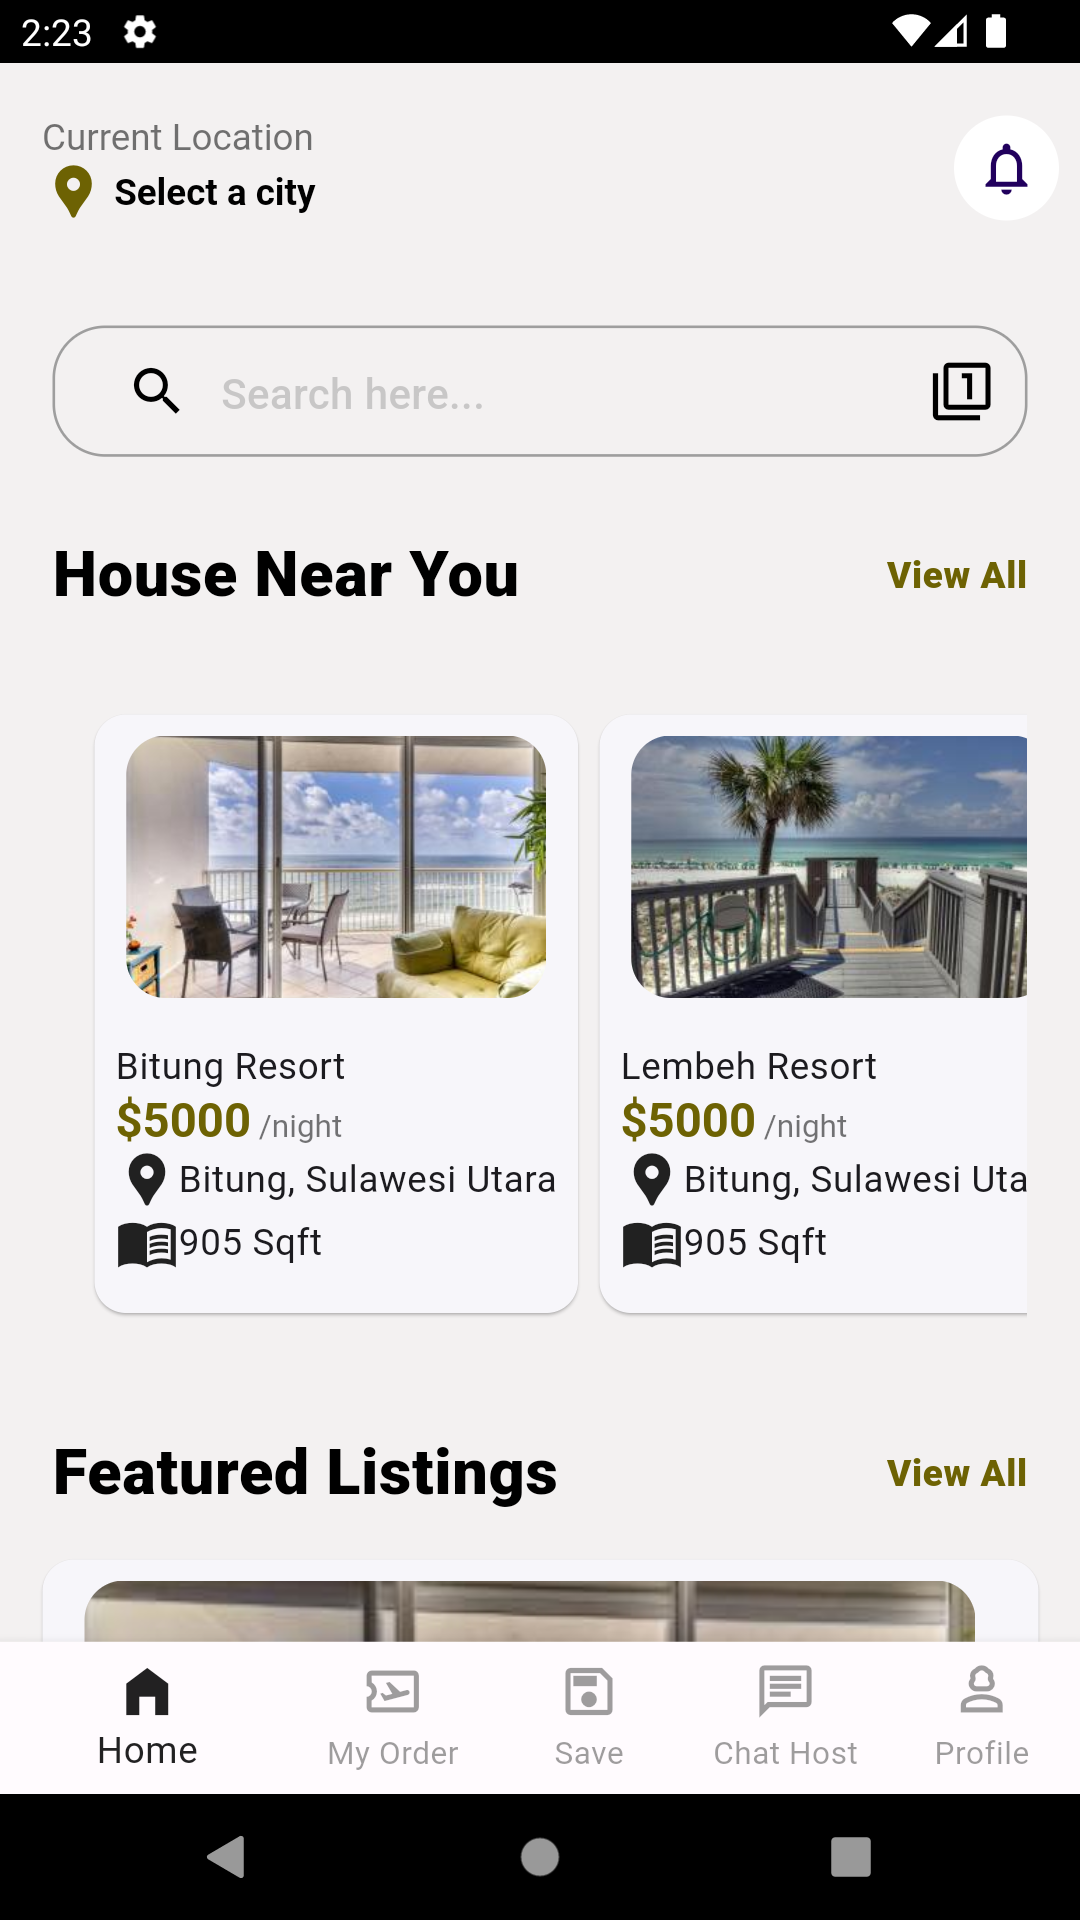 2:23
Current Location
Select a city
Search here...
1
House Near You
View All
Bitung Resort
$5000 /night
Bitung, Sulawesi Utara
905 Sqft
Lembeh Resort
$5000 /night
Bitung, Sulawesi Uta
905 Sqft
Featured Listings
View All
Home
My Order
Save
Chat Host
Profile